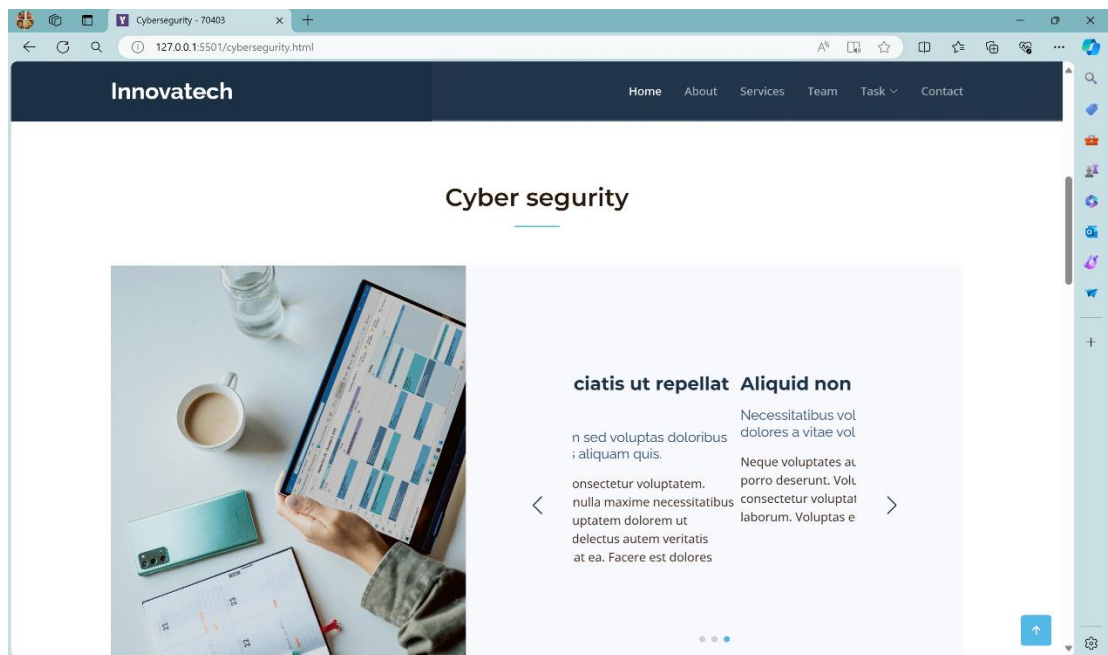 Cybersegurity - 70403
127.0.0.1:5501/cybersegurity.html
Innovatech
Home About Services Team Task Contact
Cyber segurity
ciatis ut repellat
n sed voluptas doloribus
s aliquam quis.
onsectetur voluptatem.
nulla maxime necessitatibus
uptatem dolorem ut
delectus autem veritatis
at ea. Facere est dolores
Aliquid non
Necessitatibus vol
dolores a vitae vol
Neque voluptates au
porro deserunt. Volu
consectetur voluptat
laborum. Voluptas e